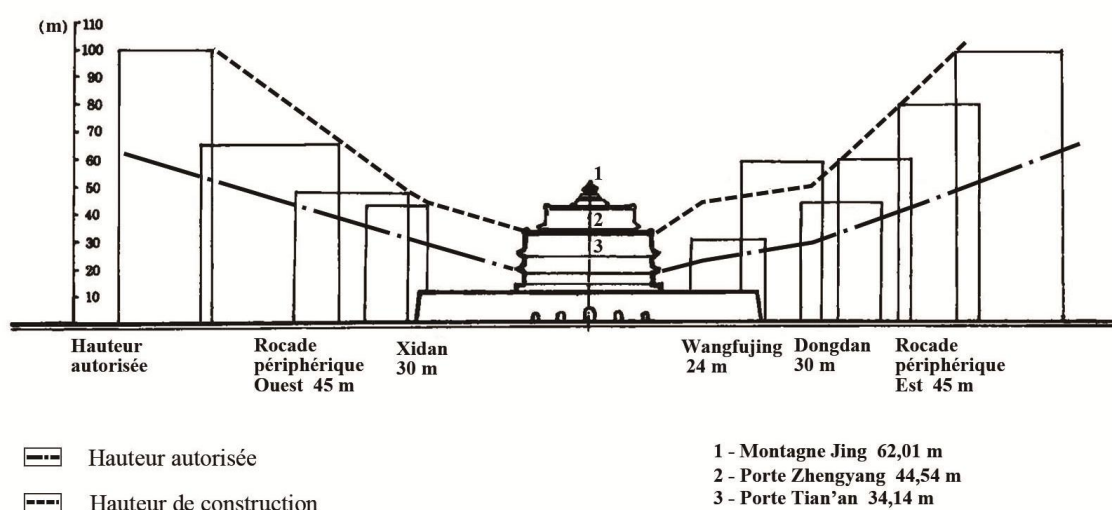 (m)
110
100
90
80
70
60
50
40
30
20
10
1
2
3
Hauteur
autorisée
Rocade
périphérique
Ouest 45 m
Xidan
30 m
Wangfujing
24 m
Dongdan
30 m
Rocade
périphérique
Est 45 m
Hauteur autorisée
Hauteur de construction
1 - Montagne Jing 62,01 m
2 - Porte Zhengyang 44,54 m
3 - Porte Tian’an 34,14 m